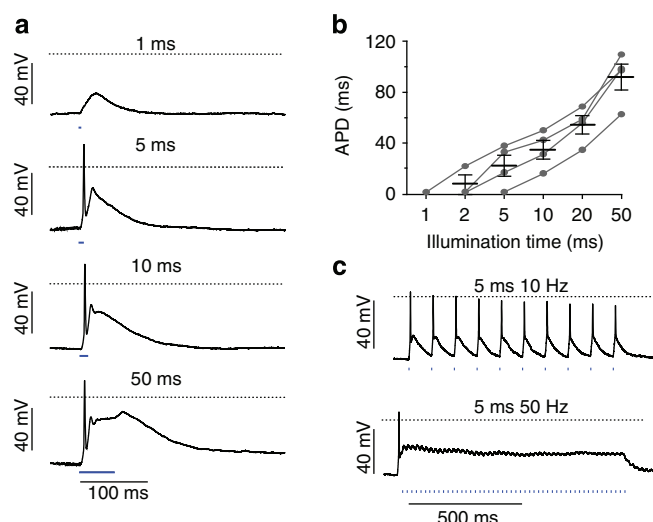 a
1 ms
40 mV
5 ms
40 mV
10 ms
40 mV
50 ms
40 mV
100 ms
b
120
80
40
0
APD (ms)
1 2 5 10 20 50
Illumination time (ms)
c
5 ms 10 Hz
40 mV
5 ms 50 Hz
40 mV
500 ms